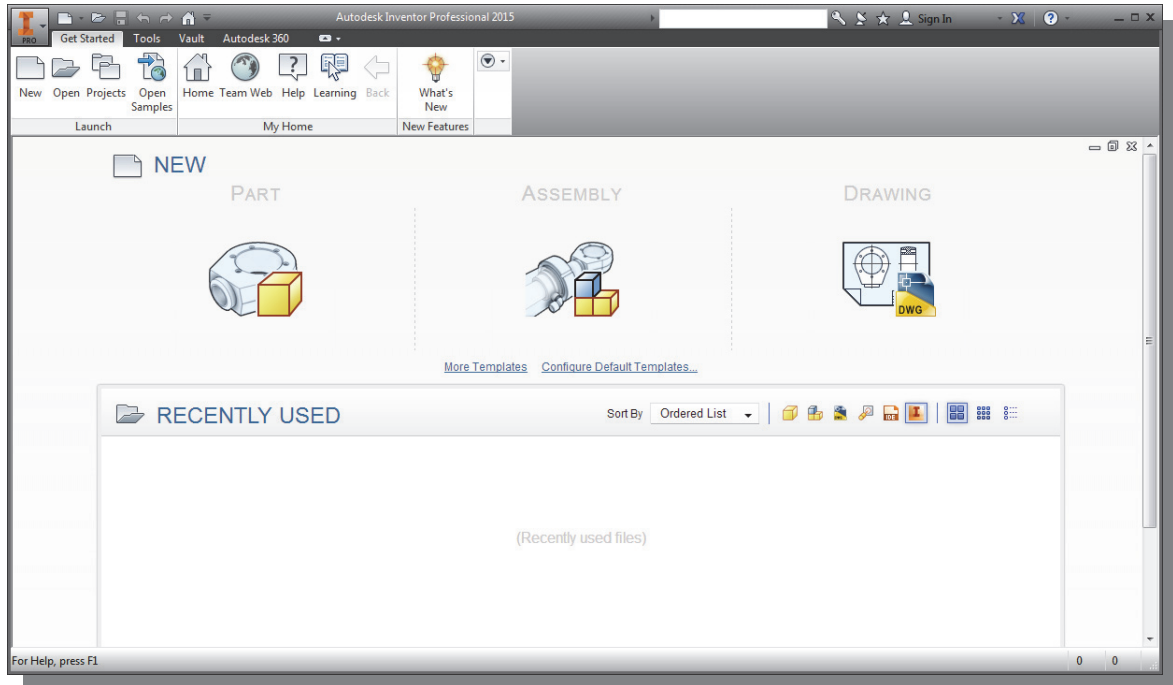 Autodesk Inventor Professional 2015
Sign In
PRO
Get Started Tools Vault Autodesk 360
New Open Projects Open Samples
Home Team Web Help Learning Back
What's New
Launch My Home New Features
NEW
PART ASSEMBLY DRAWING
DWG
More Templates Configure Default Templates...
RECENTLY USED
Sort By Ordered List
(Recently used files)
For Help, press F1
0 0